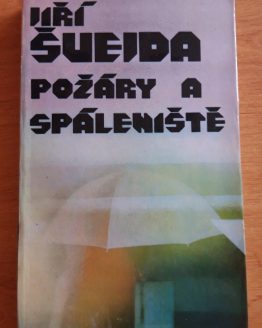 JIŘÍ
ŠVEJDA
POŽÁRY A
SPÁLENIŠTĚ